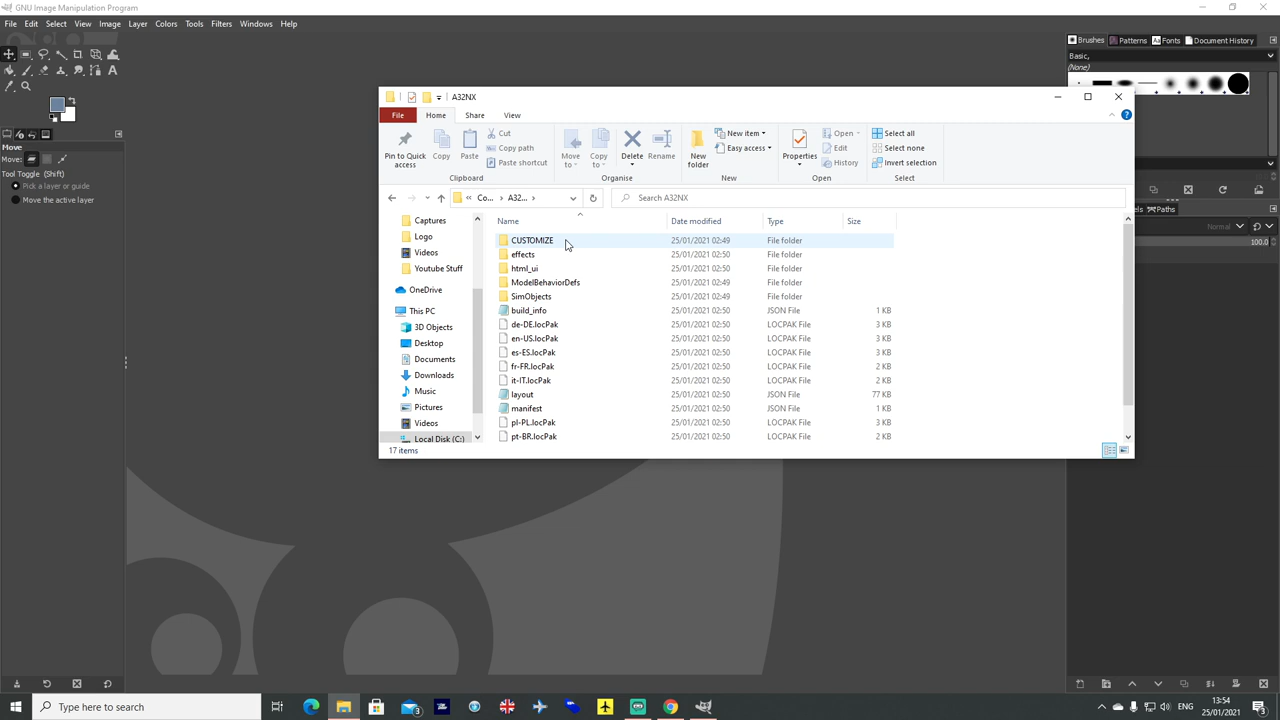 GNU Image Manipulation Program
File Edit Select View Image Layer Colors Tools Filters Windows Help
Move
Move:
Tool Toggle (Shift)
Pick a layer or guide
Move the active layer
Brushes Patterns Fonts Document History
Basic,
(None)
Paths
Normal
100.0
A32NX
File Home Share View
Pin to Quick access
Copy
Paste
Cut
Copy path
Paste shortcut
Clipboard
Move to
Copy to
Delete
Rename
Organise
New folder
New item
Easy access
New
Properties
Open
Edit
History
Open
Select all
Select none
Invert selection
Select
« Co... > A32... >
Search A32NX
Captures
Logo
Videos
Youtube Stuff
OneDrive
This PC
3D Objects
Desktop
Documents
Downloads
Music
Pictures
Videos
Local Disk (C:)
Name Date modified Type Size
CUSTOMIZE 25/01/2021 02:49 File folder
effects 25/01/2021 02:50 File folder
html_ui 25/01/2021 02:50 File folder
ModelBehaviorDefs 25/01/2021 02:49 File folder
SimObjects 25/01/2021 02:49 File folder
build_info 25/01/2021 02:50 JSON File 1 KB
de-DE.locPak 25/01/2021 02:50 LOCPAK File 3 KB
en-US.locPak 25/01/2021 02:50 LOCPAK File 3 KB
es-ES.locPak 25/01/2021 02:50 LOCPAK File 3 KB
fr-FR.locPak 25/01/2021 02:50 LOCPAK File 2 KB
it-IT.locPak 25/01/2021 02:50 LOCPAK File 2 KB
layout 25/01/2021 02:50 JSON File 77 KB
manifest 25/01/2021 02:50 JSON File 1 KB
pl-PL.locPak 25/01/2021 02:50 LOCPAK File 3 KB
pt-BR.locPak 25/01/2021 02:50 LOCPAK File 2 KB
17 items
Type here to search
3
ENG
13:54
25/01/2021